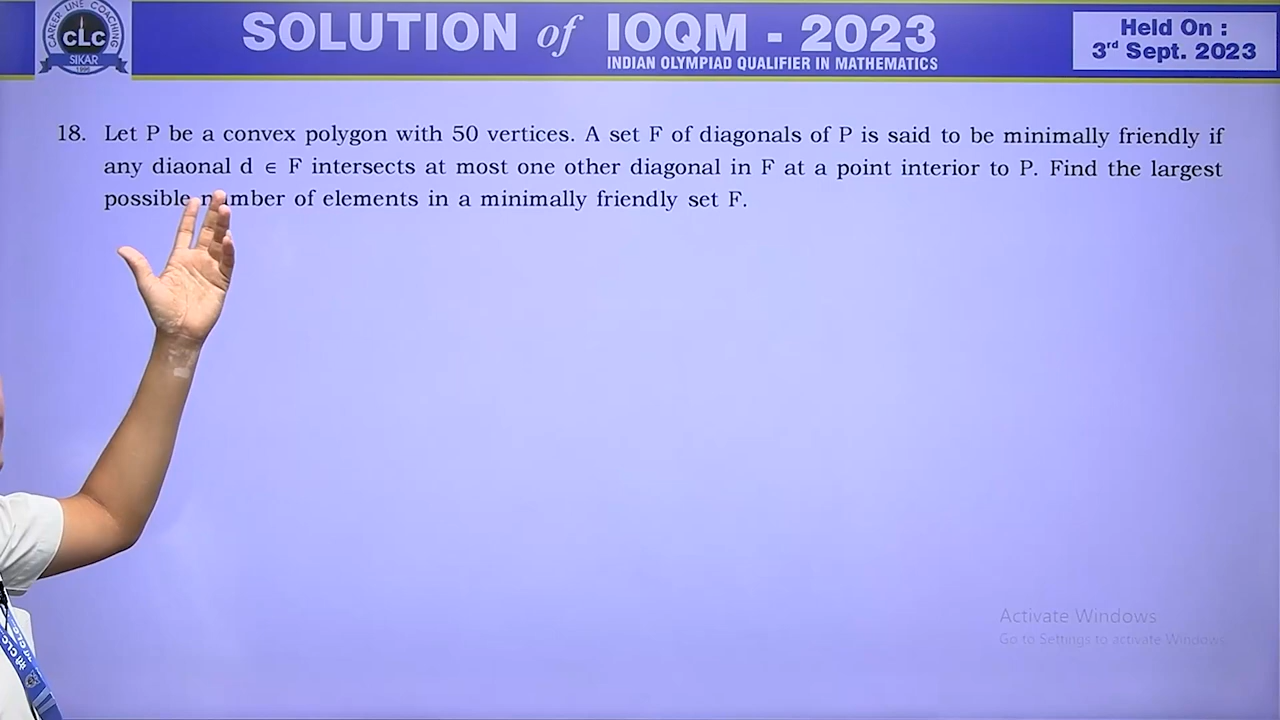 CAREER LINE COACHING
CLC
SIKAR
1996
SOLUTION of IOQM - 2023
INDIAN OLYMPIAD QUALIFIER IN MATHEMATICS
Held On :
3rd Sept. 2023
18. Let P be a convex polygon with 50 vertices. A set F of diagonals of P is said to be minimally friendly if
any diaonal d ∈ F intersects at most one other diagonal in F at a point interior to P. Find the largest
possible number of elements in a minimally friendly set F.
Activate Windows
Go to Settings to activate Windows.
CLC